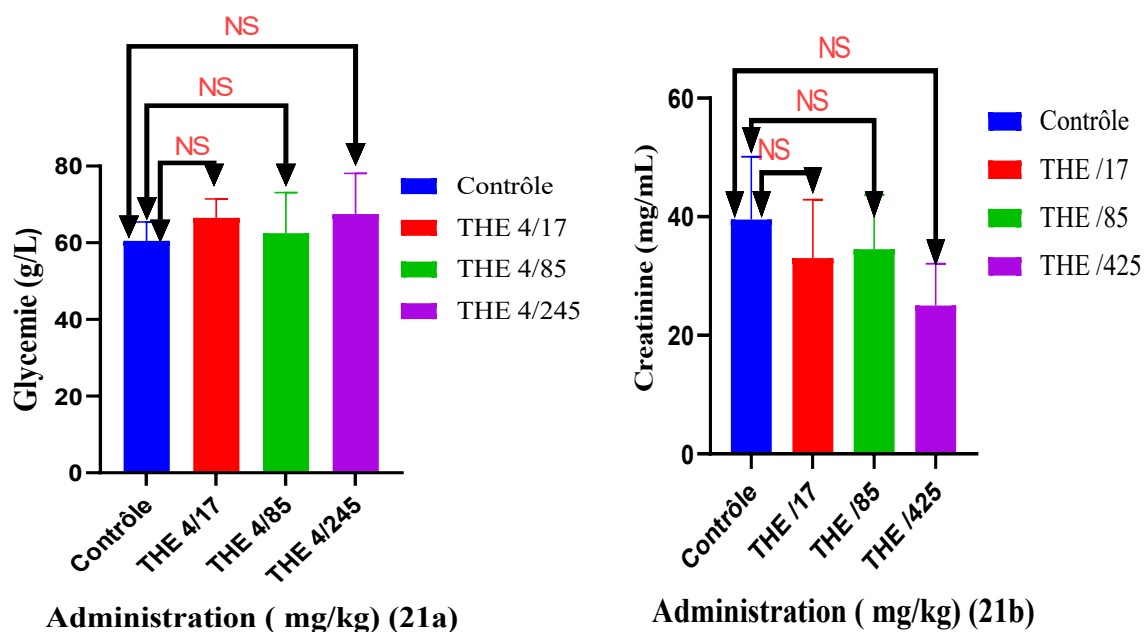 NS
NS
NS
80
60
40
20
0
Glycemie (g/L)
Contrôle
THE 4/17
THE 4/85
THE 4/245
Contrôle
THE 4/17
THE 4/85
THE 4/245
Administration ( mg/kg) (21a)
NS
NS
NS
60
40
20
0
Creatinine (mg/mL)
Contrôle
THE /17
THE /85
THE /425
Contrôle
THE /17
THE /85
THE /425
Administration ( mg/kg) (21b)